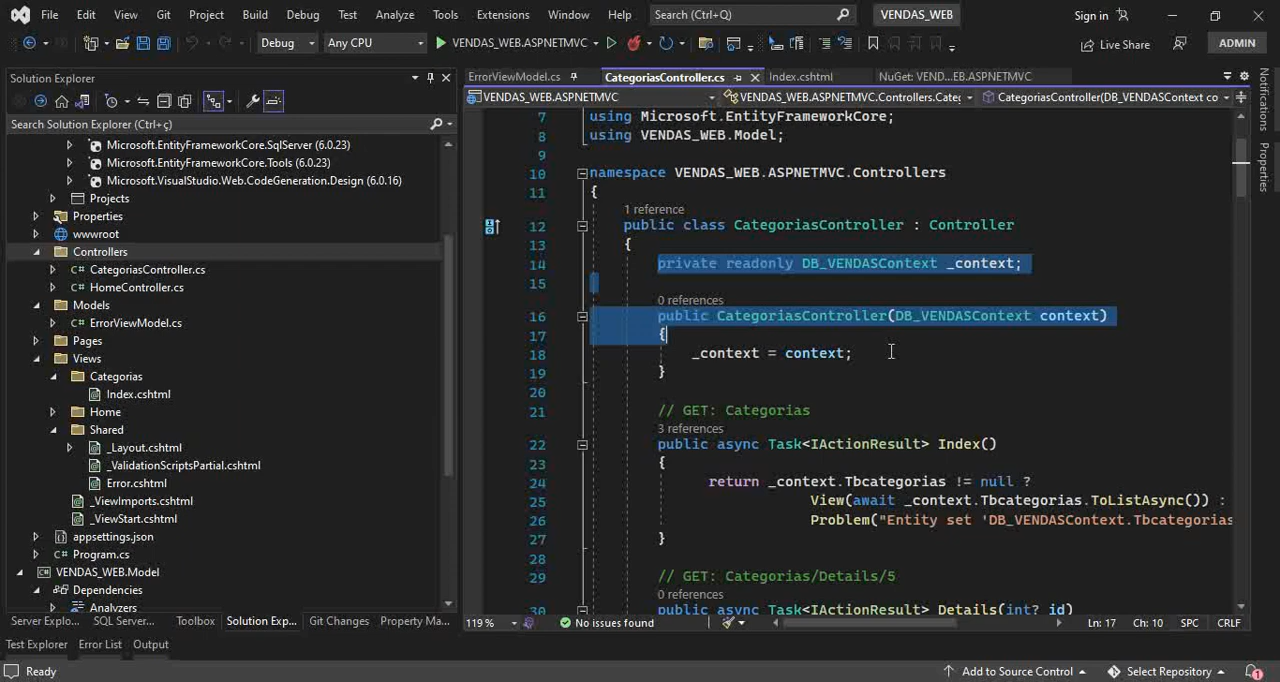 File Edit View Git Project Build Debug Test Analyze Tools Extensions Window Help Search (Ctrl+Q) VENDAS_WEB Sign in
Debug Any CPU VENDAS_WEB.ASPNETMVC Live Share ADMIN
Solution Explorer
Search Solution Explorer (Ctrl+ç)
Microsoft.EntityFrameworkCore.SqlServer (6.0.23)
Microsoft.EntityFrameworkCore.Tools (6.0.23)
Microsoft.VisualStudio.Web.CodeGeneration.Design (6.0.16)
Projects
Properties
wwwroot
Controllers
CategoriasController.cs
HomeController.cs
Models
ErrorViewModel.cs
Pages
Views
Categorias
Index.cshtml
Home
Shared
_Layout.cshtml
_ValidationScriptsPartial.cshtml
Error.cshtml
_ViewImports.cshtml
_ViewStart.cshtml
appsettings.json
Program.cs
VENDAS_WEB.Model
Dependencies
Analyzers
Server Explo... SQL Server... Toolbox Solution Exp... Git Changes Property Ma...
ErrorViewModel.cs CategoriasController.cs Index.cshtml NuGet: VEND...EB.ASPNETMVC
VENDAS_WEB.ASPNETMVC VENDAS_WEB.ASPNETMVC.Controllers.Cate CategoriasController(DB_VENDASContext co
7 using Microsoft.EntityFrameworkCore;
8 using VENDAS_WEB.Model;
9
10 namespace VENDAS_WEB.ASPNETMVC.Controllers
11 {
1 reference
12 public class CategoriasController : Controller
13 {
14 private readonly DB_VENDASContext _context;
15
0 references
16 public CategoriasController(DB_VENDASContext context)
17 {
18 _context = context;
19 }
20
21 // GET: Categorias
3 references
22 public async Task<IActionResult> Index()
23 {
24 return _context.Tbcategorias != null ?
25 View(await _context.Tbcategorias.ToListAsync()) :
26 Problem("Entity set 'DB_VENDASContext.Tbcategorias
27 }
28
29 // GET: Categorias/Details/5
0 references
30 public async Task<IActionResult> Details(int? id)
119 % No issues found Ln: 17 Ch: 10 SPC CRLF
Notifications
Properties
Test Explorer Error List Output
Ready Add to Source Control Select Repository 1